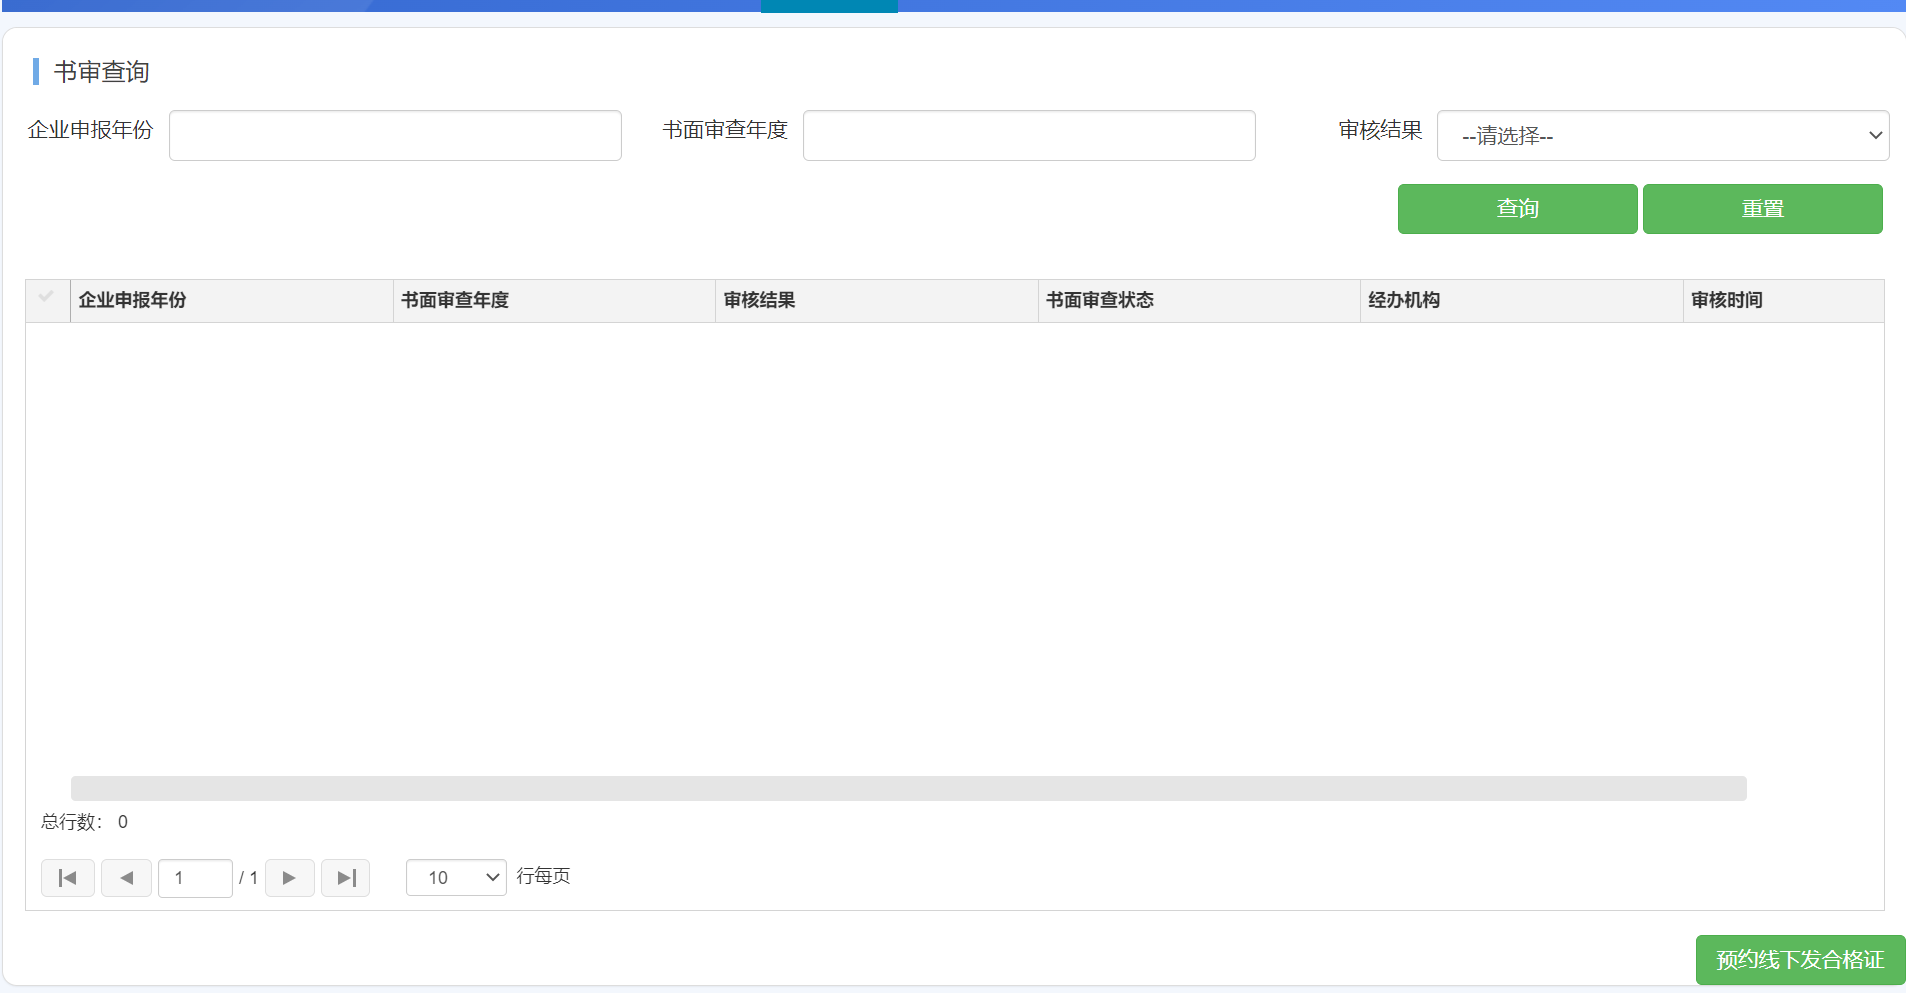 书审查询
企业申报年份 书面审查年度 审核结果 --请选择--
查询 重置
企业申报年份 书面审查年度 审核结果 书面审查状态 经办机构 审核时间
总行数： 0
1 / 1 10 行每页
预约线下发合格证